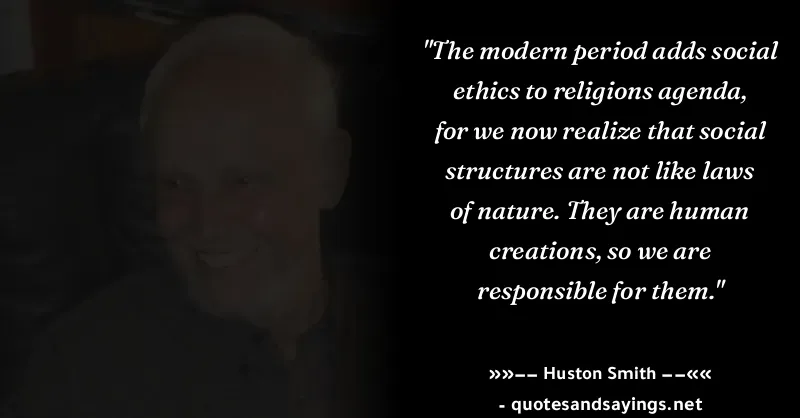 "The modern period adds social
ethics to religions agenda,
for we now realize that social
structures are not like laws
of nature. They are human
creations, so we are
responsible for them."
»»-- Huston Smith --««
- quotesandsayings.net